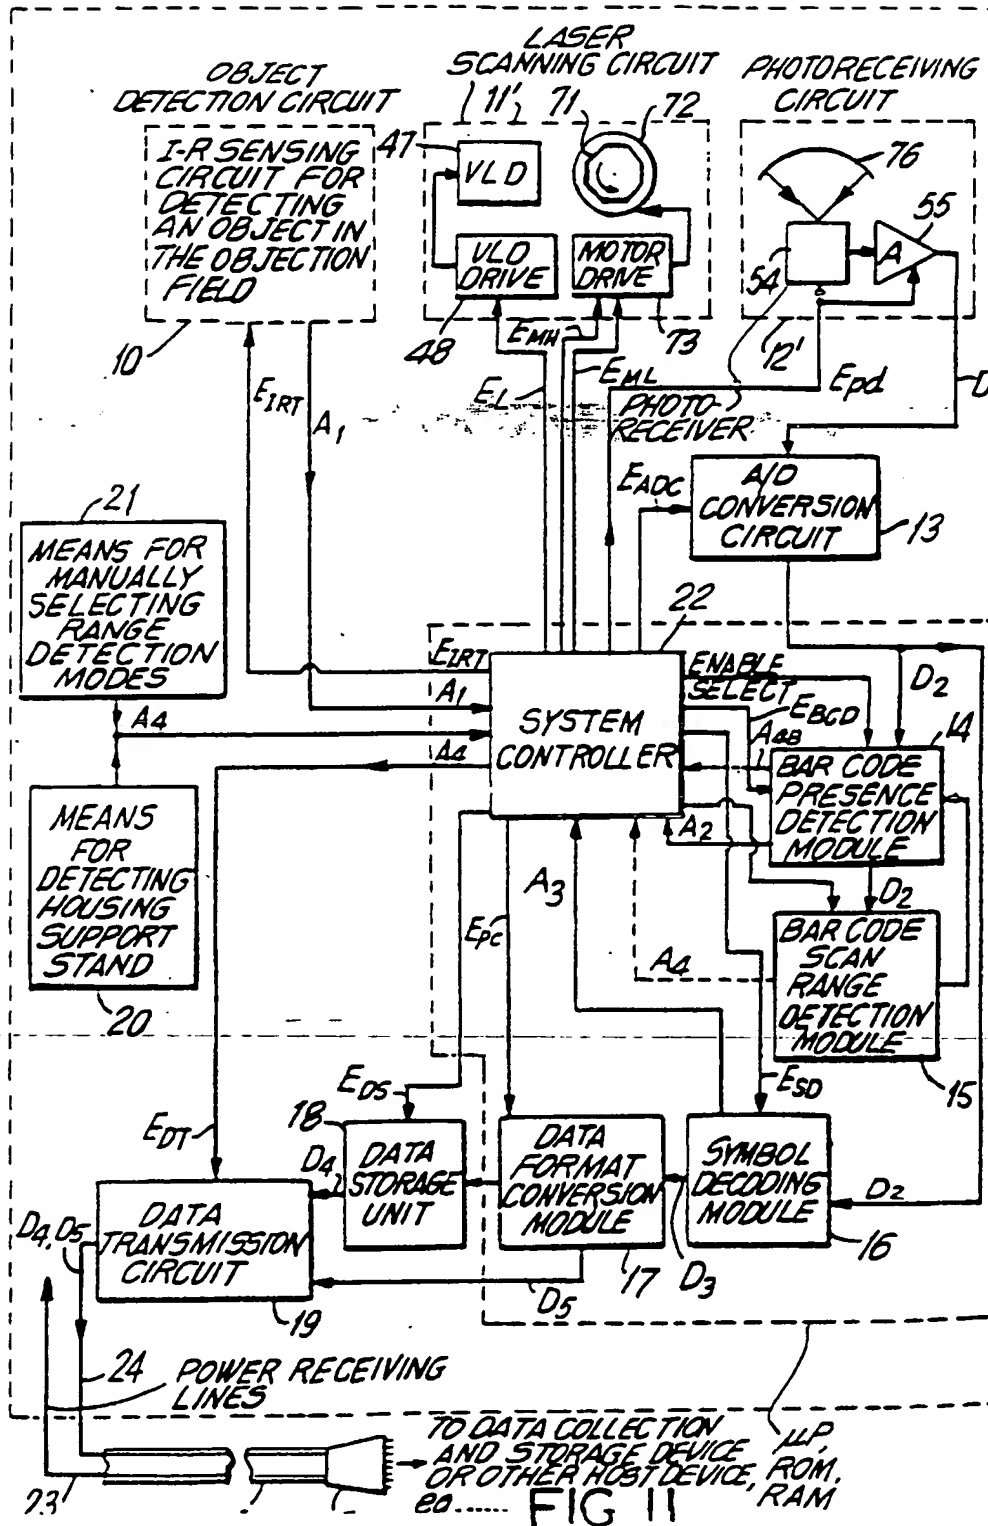 LASER
SCANNING CIRCUIT
OBJECT
DETECTION CIRCUIT
PHOTORECEIVING
CIRCUIT
11'
71
72
47
76
I-R SENSING
CIRCUIT FOR
DETECTING
AN OBJECT IN
THE OBJECTION
FIELD
VLD
55
A
54
VLD
DRIVE
MOTOR
DRIVE
10
48
EMH
73
12'
EIRT
A1
EL
EML
Epd
PHOTO-
RECEIVER
EADC
A/D
CONVERSION
CIRCUIT
13
21
MEANS FOR
MANUALLY
SELECTING
RANGE
DETECTION
MODES
22
EIRT
A1
A4
A4
SYSTEM
CONTROLLER
ENABLE
SELECT
EBCD
D2
14
BAR CODE
PRESENCE
DETECTION
MODULE
A2
D2
MEANS
FOR
DETECTING
HOUSING
SUPPORT
STAND
20
A3
EPC
A4
BAR CODE
SCAN
RANGE
DETECTION
MODULE
15
EDS
ESD
EDT
18
D4
DATA
STORAGE
UNIT
DATA
FORMAT
CONVERSION
MODULE
SYMBOL
DECODING
MODULE
D2
16
D4, D5
DATA
TRANSMISSION
CIRCUIT
17
D3
D5
19
24
POWER RECEIVING
LINES
23
TO DATA COLLECTION
AND STORAGE DEVICE
OR OTHER HOST DEVICE,
μP,
ROM,
RAM
FIG 11